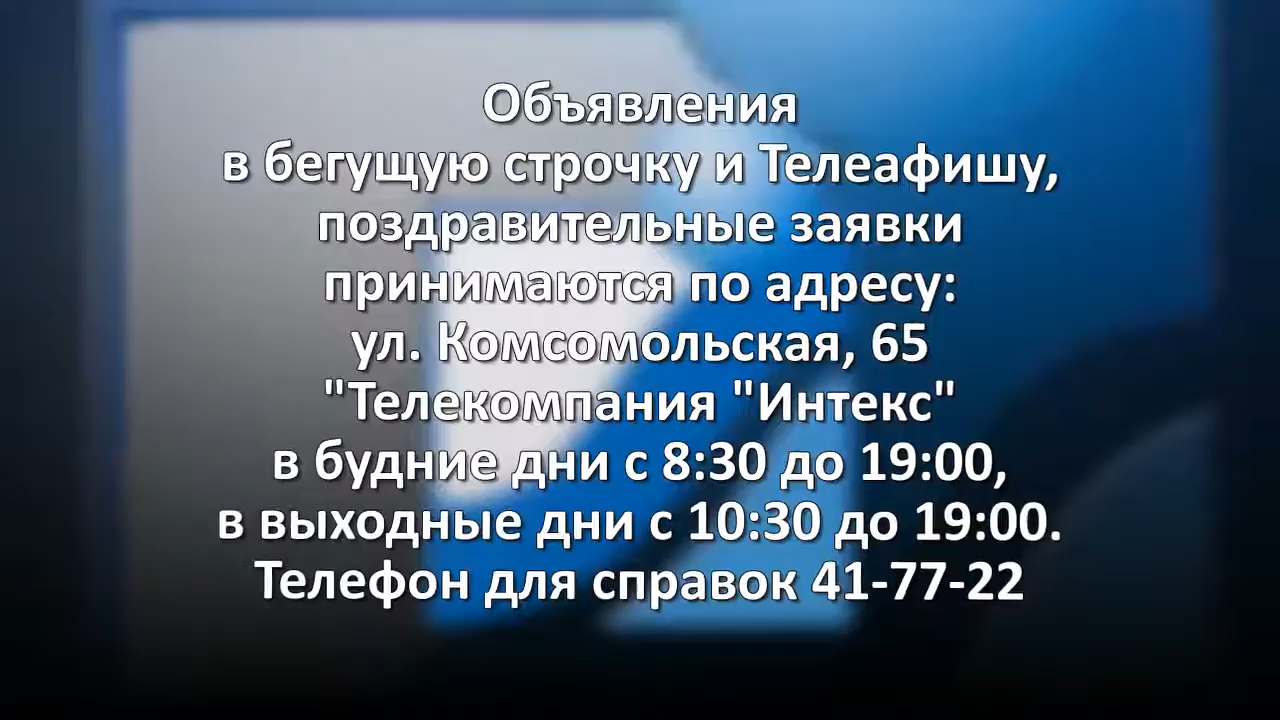 Объявления
в бегущую строчку и Телеафишу,
поздравительные заявки
принимаются по адресу:
ул. Комсомольская, 65
"Телекомпания "Интекс"
в будние дни с 8:30 до 19:00,
в выходные дни с 10:30 до 19:00.
Телефон для справок 41-77-22